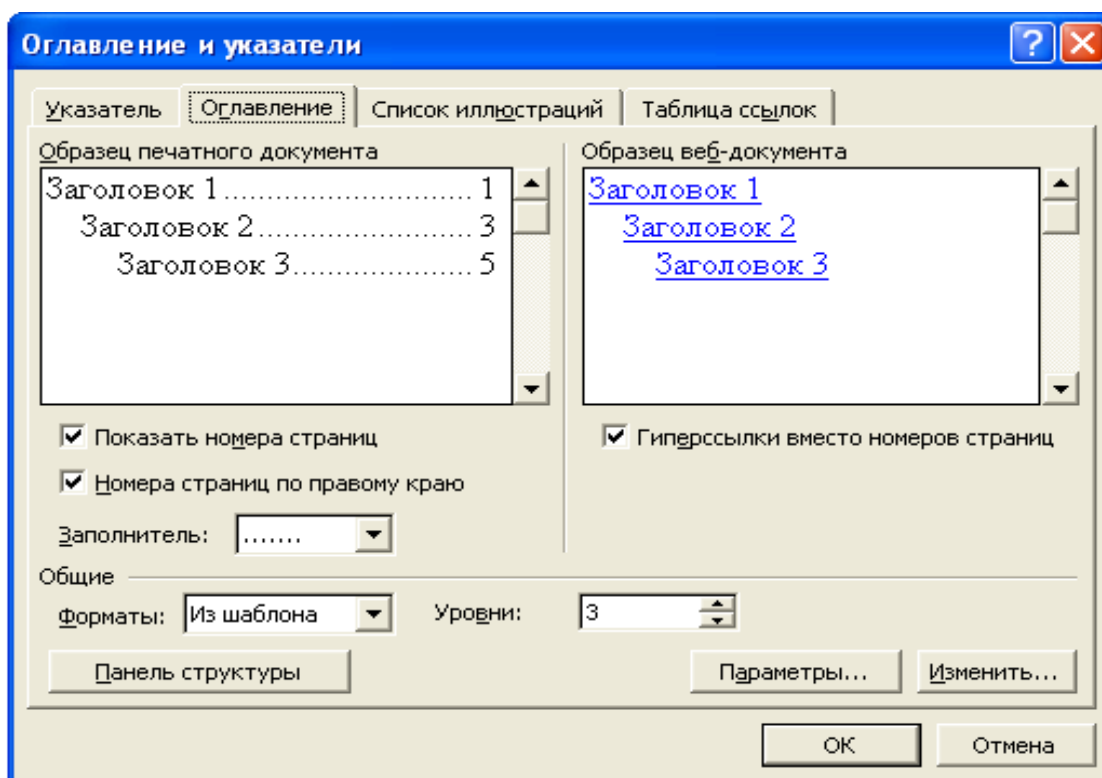 Оглавление и указатели
Указатель Оглавление Список иллюстраций Таблица ссылок
Образец печатного документа
Заголовок 1.............................. 1
Заголовок 2.......................... 3
Заголовок 3...................... 5
Образец веб-документа
Заголовок 1
Заголовок 2
Заголовок 3
Показать номера страниц
Номера страниц по правому краю
Заполнитель: .......
Гиперссылки вместо номеров страниц
Общие
Форматы: Из шаблона Уровни: 3
Панель структуры Параметры... Изменить...
ОК Отмена